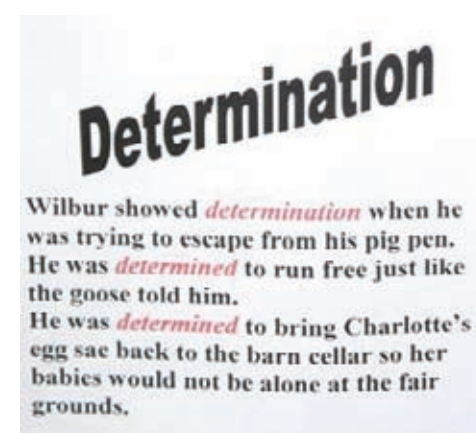 Determination
Wilbur showed determination when he
was trying to escape from his pig pen.
He was determined to run free just like
the goose told him.
He was determined to bring Charlotte's
egg sac back to the barn cellar so her
babies would not be alone at the fair
grounds.